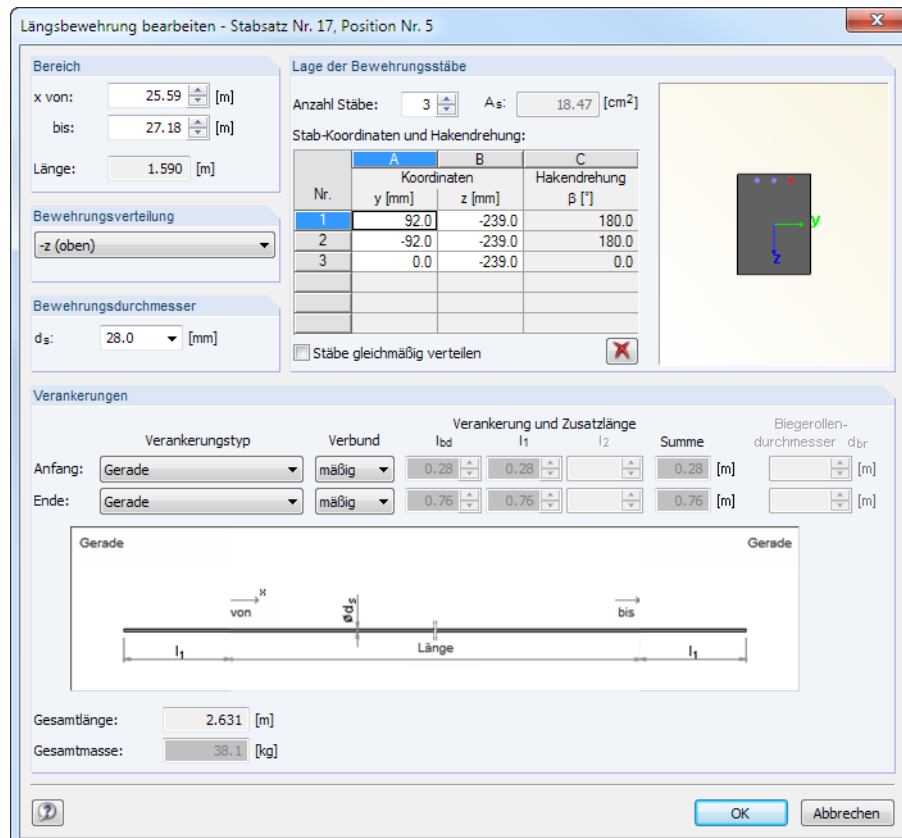 Längsbewehrung bearbeiten - Stabsatz Nr. 17, Position Nr. 5
Bereich
x von: 25.59 [m]
bis: 27.18 [m]
Länge: 1.590 [m]
Bewehrungsverteilung
-z (oben)
Bewehrungsdurchmesser
ds: 28.0 [mm]
Lage der Bewehrungsstäbe
Anzahl Stäbe: 3 As: 18.47 [cm²]
Stab-Koordinaten und Hakendrehung:
A B C
Koordinaten Hakendrehung
Nr. y [mm] z [mm] β [°]
1 92.0 -239.0 180.0
2 -92.0 -239.0 180.0
3 0.0 -239.0 0.0
Stäbe gleichmäßig verteilen
y
z
Verankerungen
Verankerung und Zusatzlänge Biegerollen-
Verankerungstyp Verbund lbd l1 l2 Summe durchmesser dbr
Anfang: Gerade mäßig 0.28 0.28 0.28 [m] [m]
Ende: Gerade mäßig 0.76 0.76 0.76 [m] [m]
Gerade Gerade
x
von øds bis
Länge
l1 l1
Gesamtlänge: 2.631 [m]
Gesamtmasse: 38.1 [kg]
OK Abbrechen